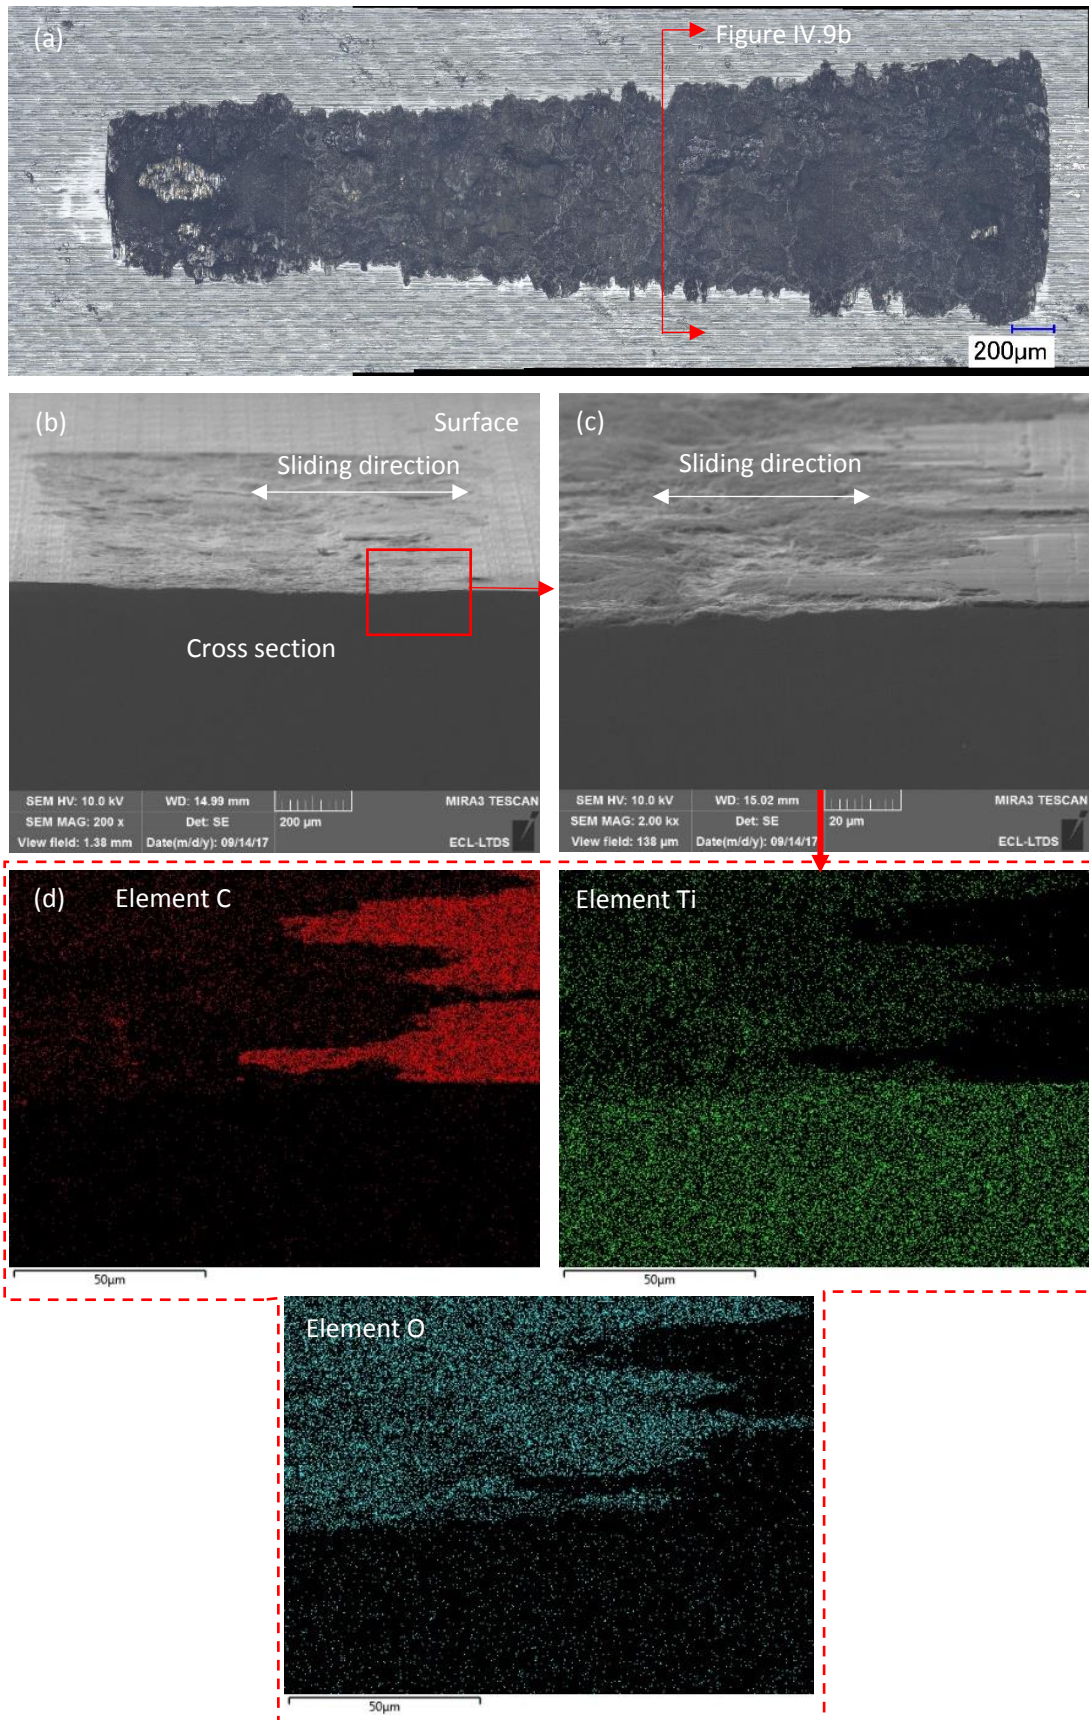 (a)
Figure IV.9b
200µm
(b)
Surface
Sliding direction
Cross section
SEM HV: 10.0 kV
WD: 14.99 mm
MIRA3 TESCAN
SEM MAG: 200 x
Det: SE
200 µm
View field: 1.38 mm
Date(m/d/y): 09/14/17
ECL-LTDS
(c)
Sliding direction
SEM HV: 10.0 kV
WD: 15.02 mm
MIRA3 TESCAN
SEM MAG: 2.00 kx
Det: SE
20 µm
View field: 138 µm
Date(m/d/y): 09/14/17
ECL-LTDS
(d)
Element C
50µm
Element Ti
50µm
Element O
50µm